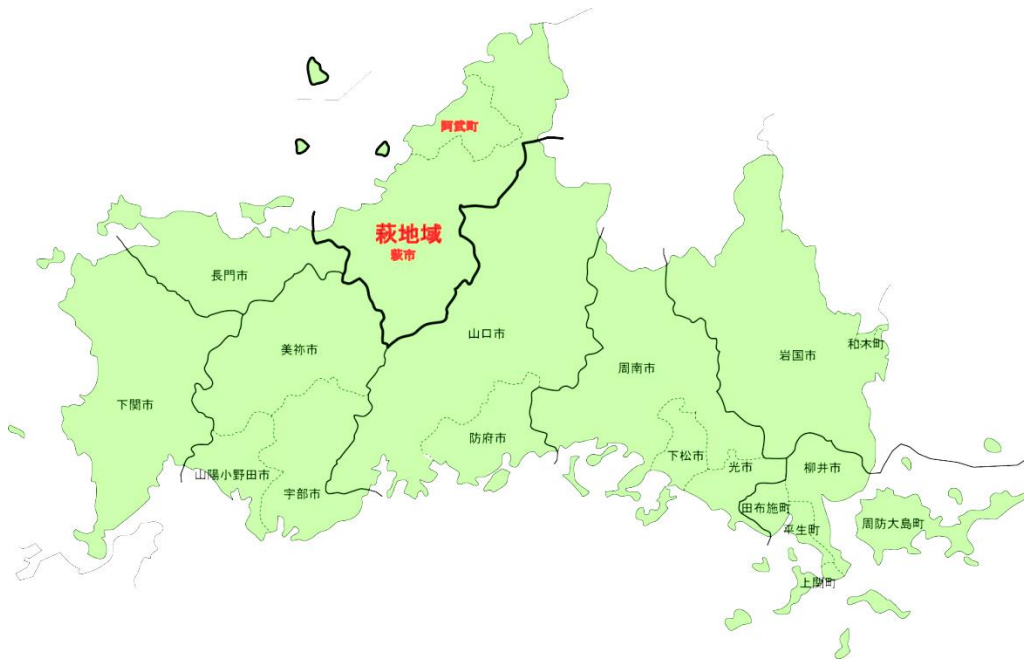 阿武町
萩地域
萩市
長門市
山口市
美祢市
和木町
岩国市
周南市
下関市
防府市
下松市
光市
柳井市
山陽小野田市
宇部市
田布施町
周防大島町
平生町
上関町